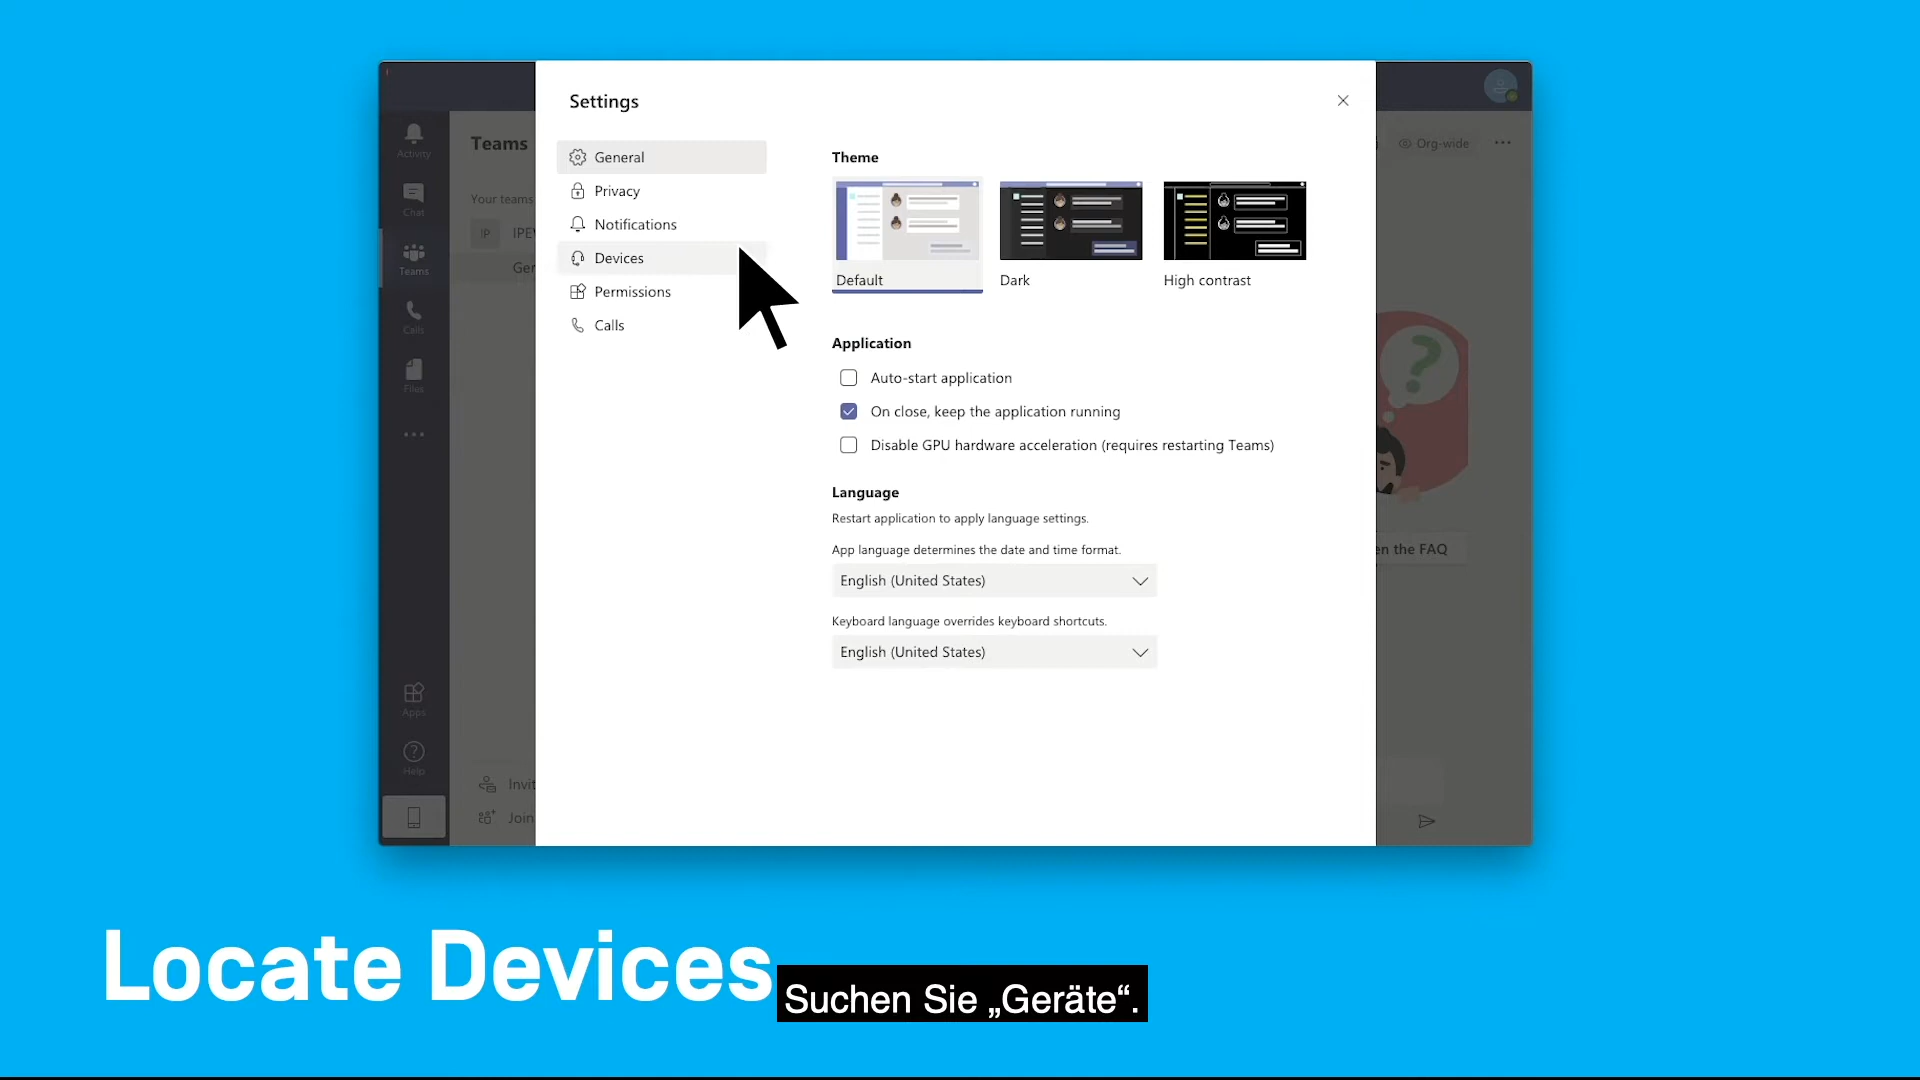 Settings
General
Privacy
Notifications
Devices
Permissions
Calls
Theme
Default
Dark
High contrast
Application
Auto-start application
On close, keep the application running
Disable GPU hardware acceleration (requires restarting Teams)
Language
Restart application to apply language settings.
App language determines the date and time format.
English (United States)
Keyboard language overrides keyboard shortcuts.
English (United States)
Activity
Chat
Teams
Calls
Files
Apps
Help
Teams
Your teams
Join
Org-wide
the FAQ
Locate Devices
Suchen Sie „Geräte“.